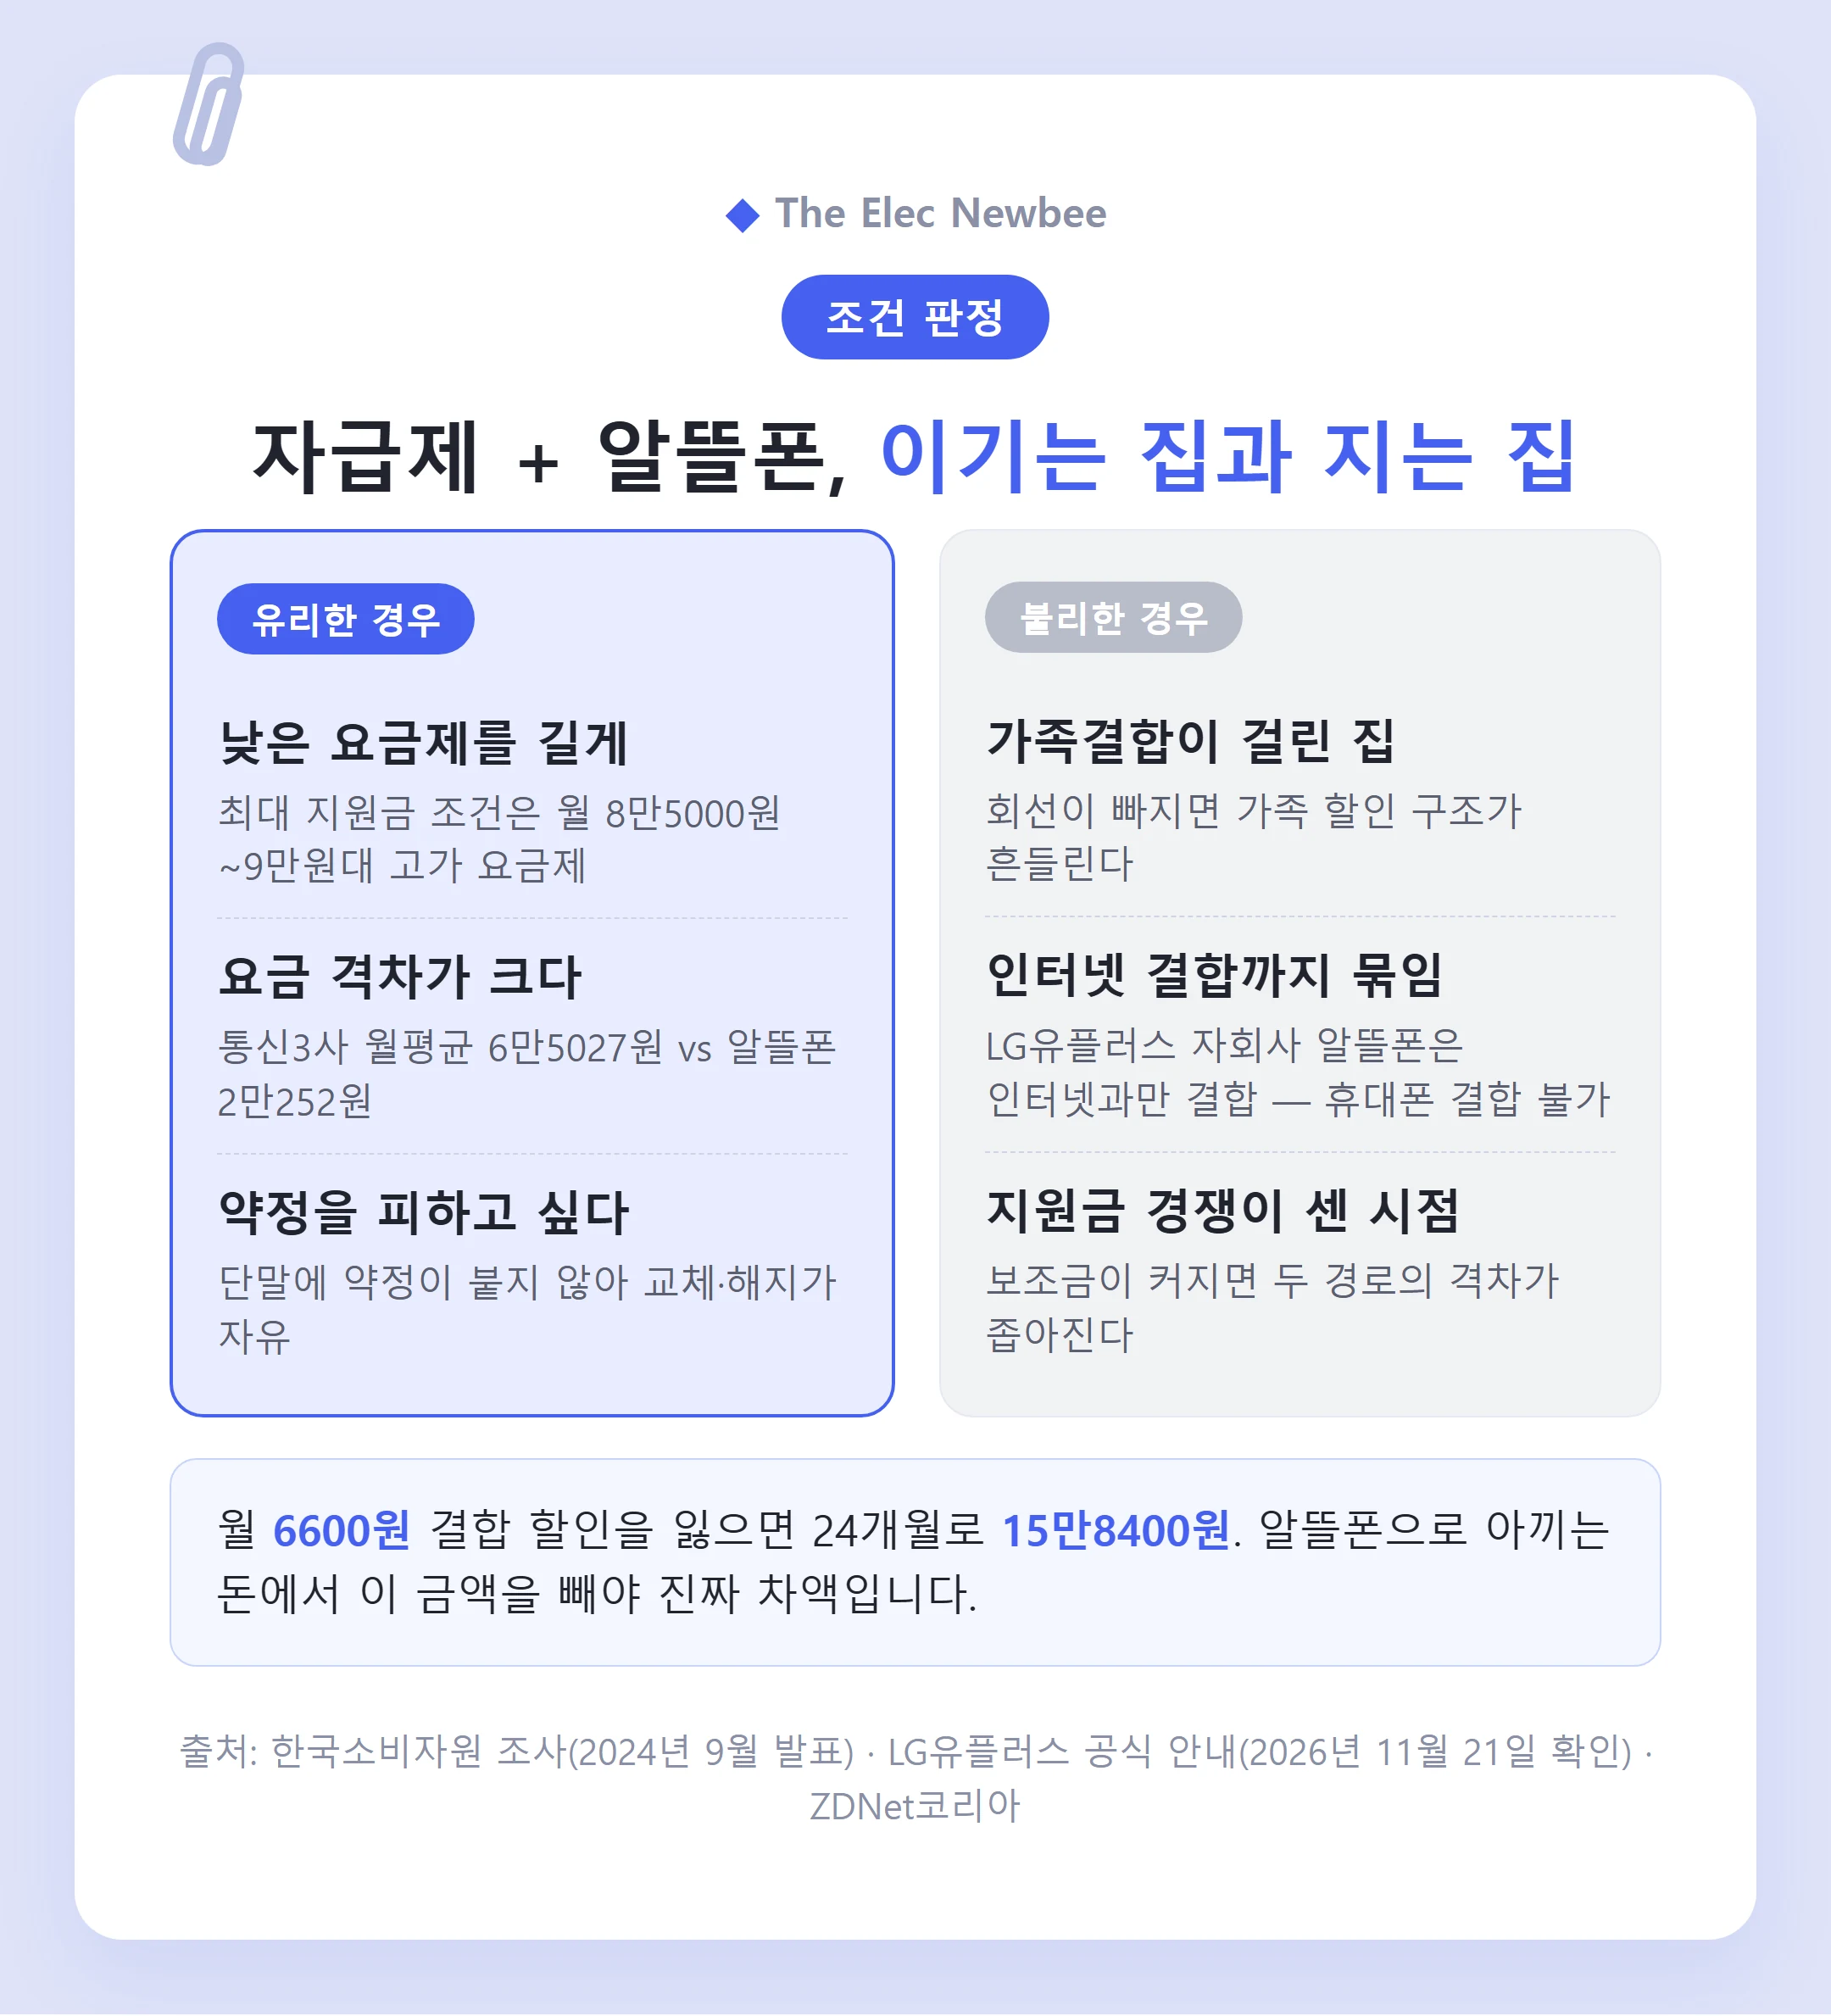 The Elec Newbee
조건 판정
자급제 + 알뜰폰, 이기는 집과 지는 집
유리한 경우
낮은 요금제를 길게
최대 지원금 조건은 월 8만5000원
~9만원대 고가 요금제
요금 격차가 크다
통신3사 월평균 6만5027원 vs 알뜰폰
2만252원
약정을 피하고 싶다
단말에 약정이 붙지 않아 교체·해지가
자유
불리한 경우
가족결합이 걸린 집
회선이 빠지면 가족 할인 구조가
흔들린다
인터넷 결합까지 묶임
LG유플러스 자회사 알뜰폰은
인터넷과만 결합 — 휴대폰 결합 불가
지원금 경쟁이 센 시점
보조금이 커지면 두 경로의 격차가
좁아진다
월 6600원 결합 할인을 잃으면 24개월로 15만8400원. 알뜰폰으로 아끼는
돈에서 이 금액을 빼야 진짜 차액입니다.
출처: 한국소비자원 조사(2024년 9월 발표) · LG유플러스 공식 안내(2026년 11월 21일 확인) ·
ZDNet코리아